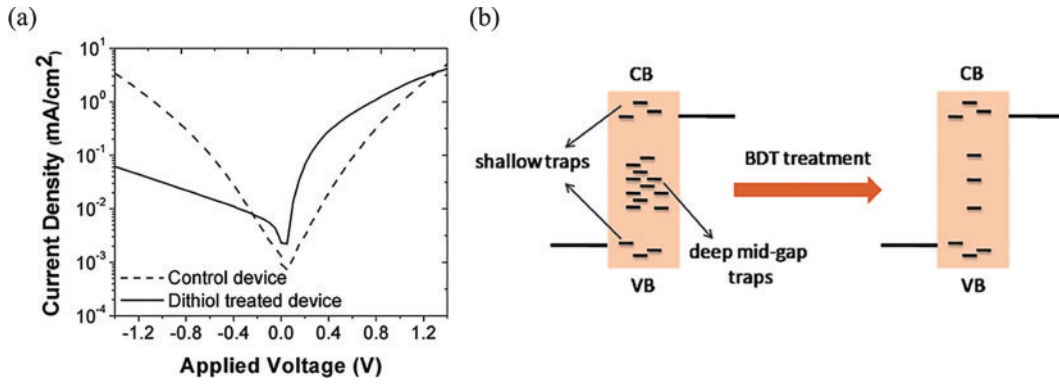 (a)
Current Density (mA/cm²)
10¹
10⁰
10⁻¹
10⁻²
10⁻³
10⁻⁴
Control device
Dithiol treated device
-1.2 -0.8 -0.4 0.0 0.4 0.8 1.2
Applied Voltage (V)
(b)
CB
shallow traps
deep mid-gap
traps
VB
BDT treatment
CB
VB